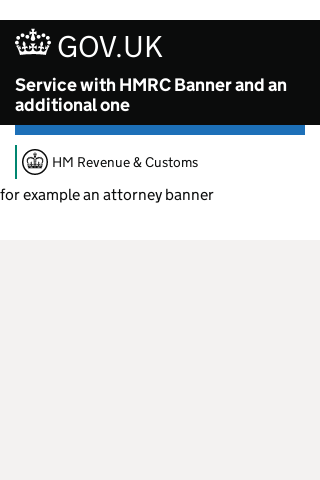 GOV.UK
Service with HMRC Banner and an
additional one
HM Revenue & Customs
for example an attorney banner